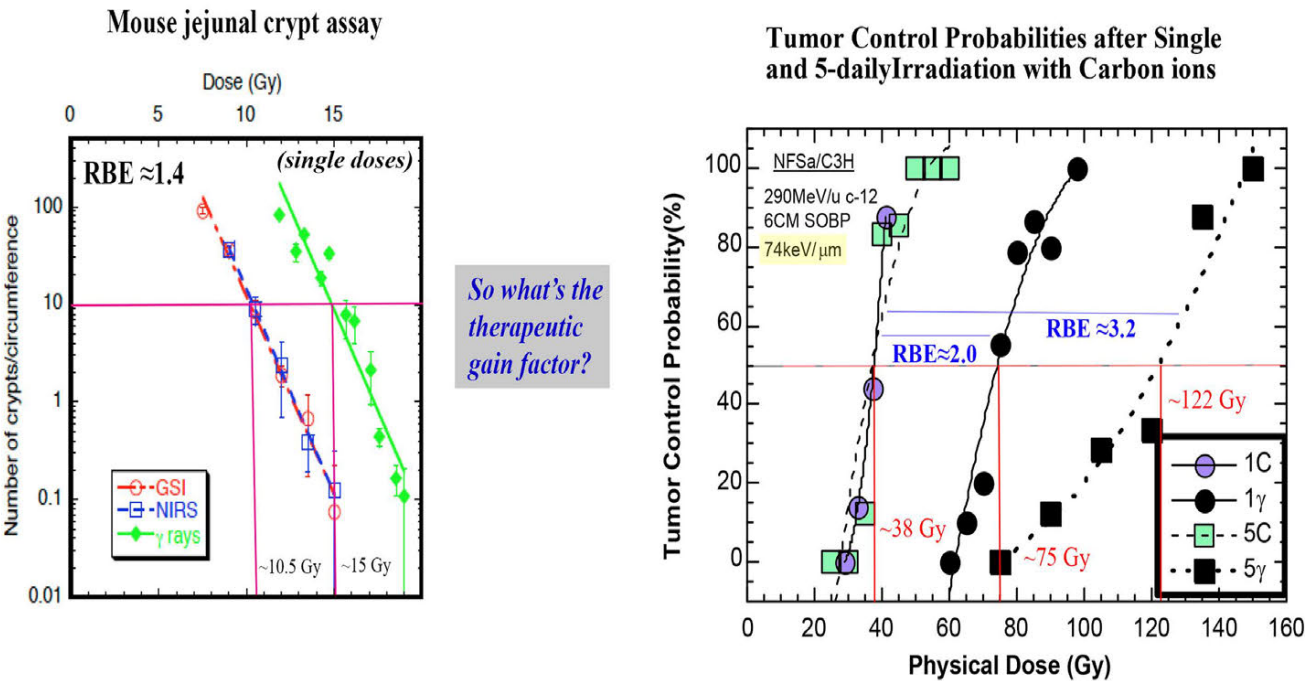 Mouse jejunal crypt assay
Dose (Gy)
0 5 10 15
RBE ≈1.4
(single doses)
Number of crypts/circumference
100
10
1
0.1
0.01
GSI
NIRS
γ rays
~10.5 Gy
~15 Gy
So what's the
therapeutic
gain factor?
Tumor Control Probabilities after Single
and 5-dailyIrradiation with Carbon ions
Tumor Control Probability(%)
100
80
60
40
20
0
NFSa/C3H
290MeV/u c-12
6CM SOBP
74keV/ μm
RBE ≈3.2
RBE≈2.0
~122 Gy
~38 Gy
~75 Gy
1C
1γ
5C
5γ
0 20 40 60 80 100 120 140 160
Physical Dose (Gy)